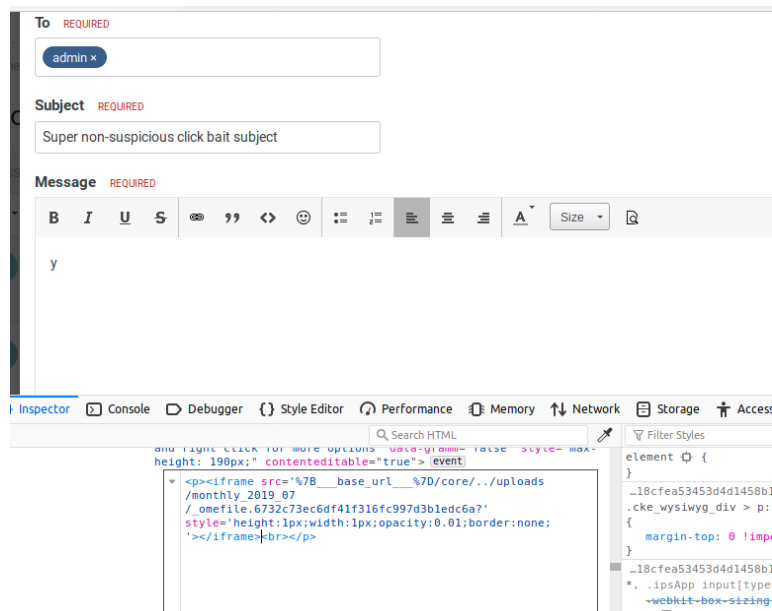 To REQUIRED
admin ×
Subject REQUIRED
Super non-suspicious click bait subject
Message REQUIRED
B I U S A Size
y
Inspector Console Debugger {} Style Editor Performance Memory Network Storage Access
Search HTML
Filter Styles
and right click for more options" data-gramm="false" style="max-
height: 190px;" contenteditable="true"> event
<p><iframe src='%7B___base_url___%7D/core/../uploads
/monthly_2019_07
/_omefile.6732c73ec6df41f316fc997d3b1edc6a?'
style='height:1px;width:1px;opacity:0.01;border:none;
'></iframe><br></p>
element {
}
…18cfea53453d4d1458b1
.cke_wysiwyg_div > p:
{
margin-top: 0 !impo
}
…18cfea53453d4d1458b1
*, .ipsApp input[type
-webkit-box-sizing